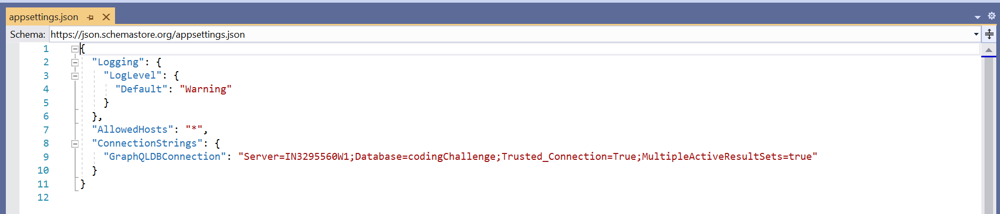 appsettings.json
Schema: https://json.schemastore.org/appsettings.json
1 {
2 "Logging": {
3 "LogLevel": {
4 "Default": "Warning"
5 }
6 },
7 "AllowedHosts": "*",
8 "ConnectionStrings": {
9 "GraphQLDBConnection": "Server=IN3295560W1;Database=codingChallenge;Trusted_Connection=True;MultipleActiveResultSets=true"
10 }
11 }
12